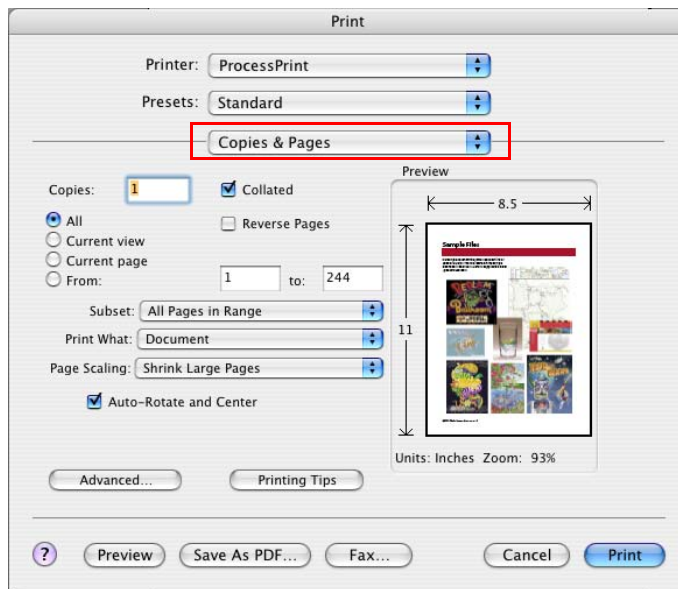 Print
Printer: ProcessPrint
Presets: Standard
Copies & Pages
Copies: 1 Collated
All Reverse Pages
Current view
Current page
From: 1 to: 244
Subset: All Pages in Range
Print What: Document
Page Scaling: Shrink Large Pages
Auto-Rotate and Center
Preview
8.5
11
Sample Files
Units: Inches Zoom: 93%
Advanced... Printing Tips
? Preview Save As PDF... Fax... Cancel Print